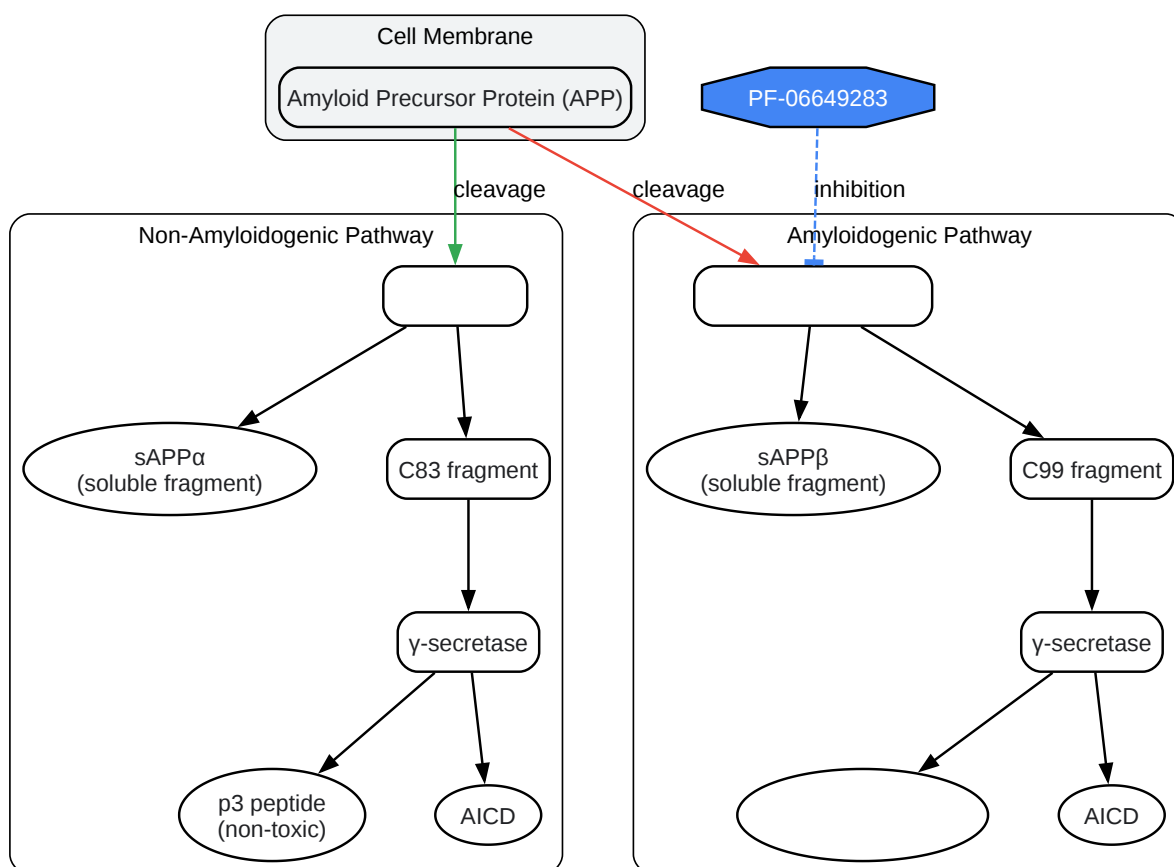 Cell Membrane
Amyloid Precursor Protein (APP)
PF-06649283
cleavage
cleavage
inhibition
Non-Amyloidogenic Pathway
Amyloidogenic Pathway
sAPPα
(soluble fragment)
C83 fragment
sAPPβ
(soluble fragment)
C99 fragment
γ-secretase
γ-secretase
p3 peptide
(non-toxic)
AICD
AICD